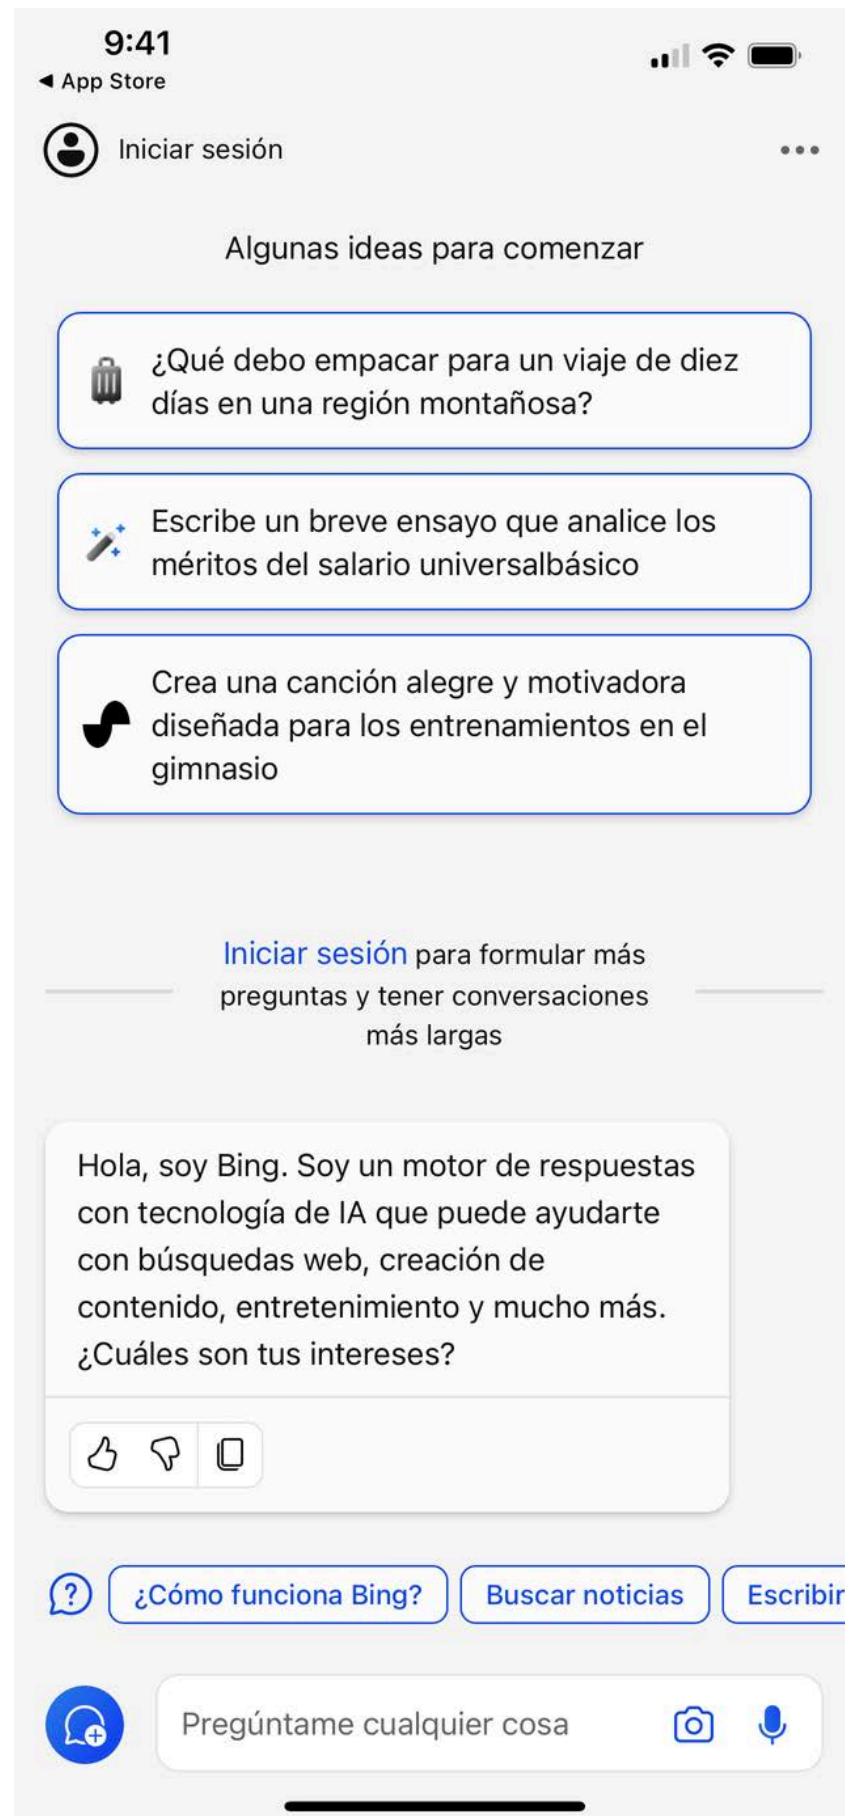 9:41
◀ App Store
Iniciar sesión
Algunas ideas para comenzar
¿Qué debo empacar para un viaje de diez
días en una región montañosa?
Escribe un breve ensayo que analice los
méritos del salario universalbásico
Crea una canción alegre y motivadora
diseñada para los entrenamientos en el
gimnasio
Iniciar sesión para formular más
preguntas y tener conversaciones
más largas
Hola, soy Bing. Soy un motor de respuestas
con tecnología de IA que puede ayudarte
con búsquedas web, creación de
contenido, entretenimiento y mucho más.
¿Cuáles son tus intereses?
¿Cómo funciona Bing?
Buscar noticias
Escribir
Pregúntame cualquier cosa